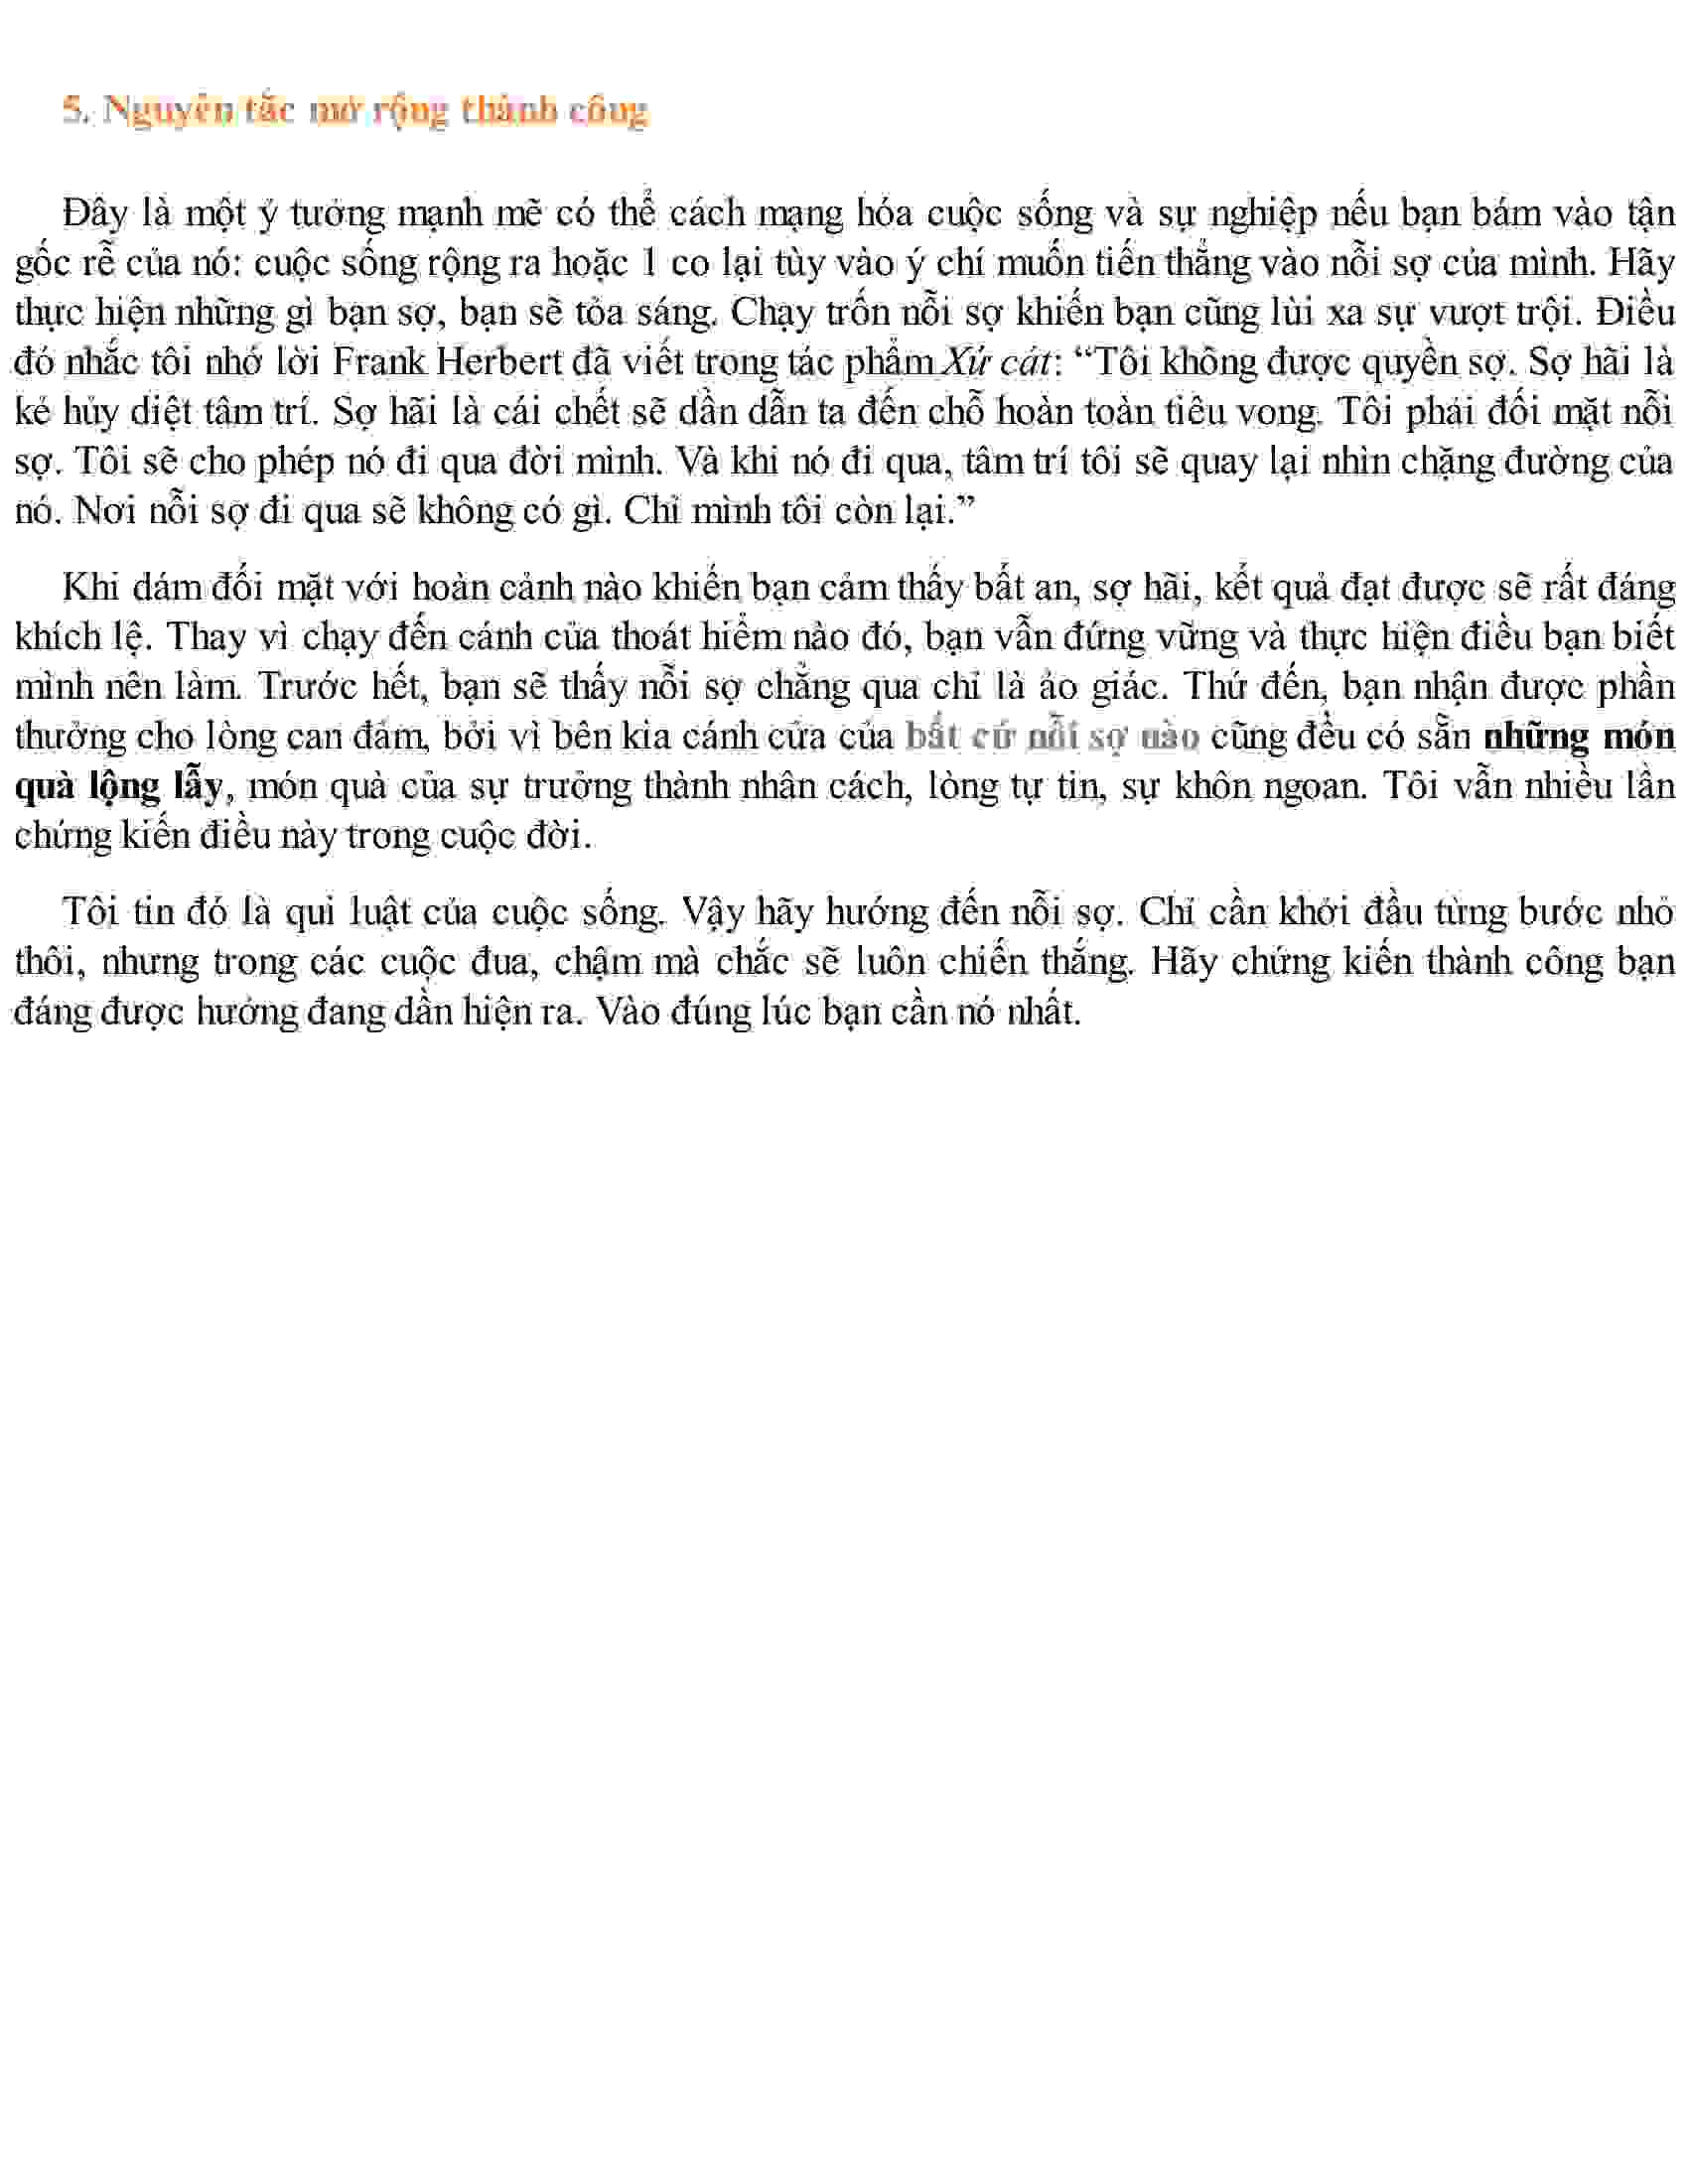 5. Nguyên tắc mở rộng thành công
Đây là một ý tưởng mạnh mẽ có thể cách mạng hóa cuộc sống và sự nghiệp nếu bạn bám vào tận
gốc rễ của nó: cuộc sống rộng ra hoặc 1 co lại tùy vào ý chí muốn tiến thẳng vào nỗi sợ của mình. Hãy
thực hiện những gì bạn sợ, bạn sẽ tỏa sáng. Chạy trốn nỗi sợ khiến bạn cũng lùi xa sự vượt trội. Điều
đó nhắc tôi nhớ lời Frank Herbert đã viết trong tác phẩm Xứ cát: “Tôi không được quyền sợ. Sợ hãi là
kẻ hủy diệt tâm trí. Sợ hãi là cái chết sẽ dần dẫn ta đến chỗ hoàn toàn tiêu vong. Tôi phải đối mặt nỗi
sợ. Tôi sẽ cho phép nó đi qua đời mình. Và khi nó đi qua, tâm trí tôi sẽ quay lại nhìn chặng đường của
nó. Nơi nỗi sợ đi qua sẽ không có gì. Chỉ mình tôi còn lại.”
Khi dám đối mặt với hoàn cảnh nào khiến bạn cảm thấy bất an, sợ hãi, kết quả đạt được sẽ rất đáng
khích lệ. Thay vì chạy đến cánh của thoát hiểm nào đó, bạn vẫn đứng vững và thực hiện điều bạn biết
mình nên làm. Trước hết, bạn sẽ thấy nỗi sợ chẳng qua chỉ là ảo giác. Thứ đến, bạn nhận được phần
thưởng cho lòng can đảm, bởi vì bên kia cánh cửa của bất cứ nỗi sợ nào cũng đều có sẵn những món
quà lộng lẫy, món quà của sự trưởng thành nhân cách, lòng tự tin, sự khôn ngoan. Tôi vẫn nhiều lần
chứng kiến điều này trong cuộc đời.
Tôi tin đó là qui luật của cuộc sống. Vậy hãy hướng đến nỗi sợ. Chỉ cần khởi đầu từng bước nhỏ
thôi, nhưng trong các cuộc đua, chậm mà chắc sẽ luôn chiến thắng. Hãy chứng kiến thành công bạn
đáng được hưởng đang dần hiện ra. Vào đúng lúc bạn cần nó nhất.